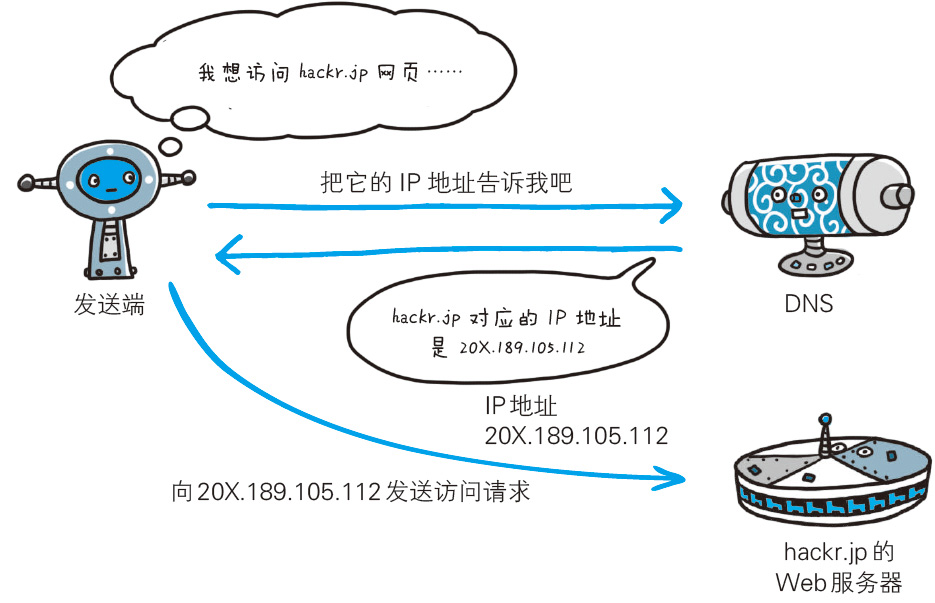 我想访问 hackr.jp 网页……
把它的 IP 地址告诉我吧
发送端
DNS
hackr.jp 对应的 IP 地址
是 20X.189.105.112
IP 地址
20X.189.105.112
向 20X.189.105.112 发送访问请求
hackr.jp 的
Web 服务器